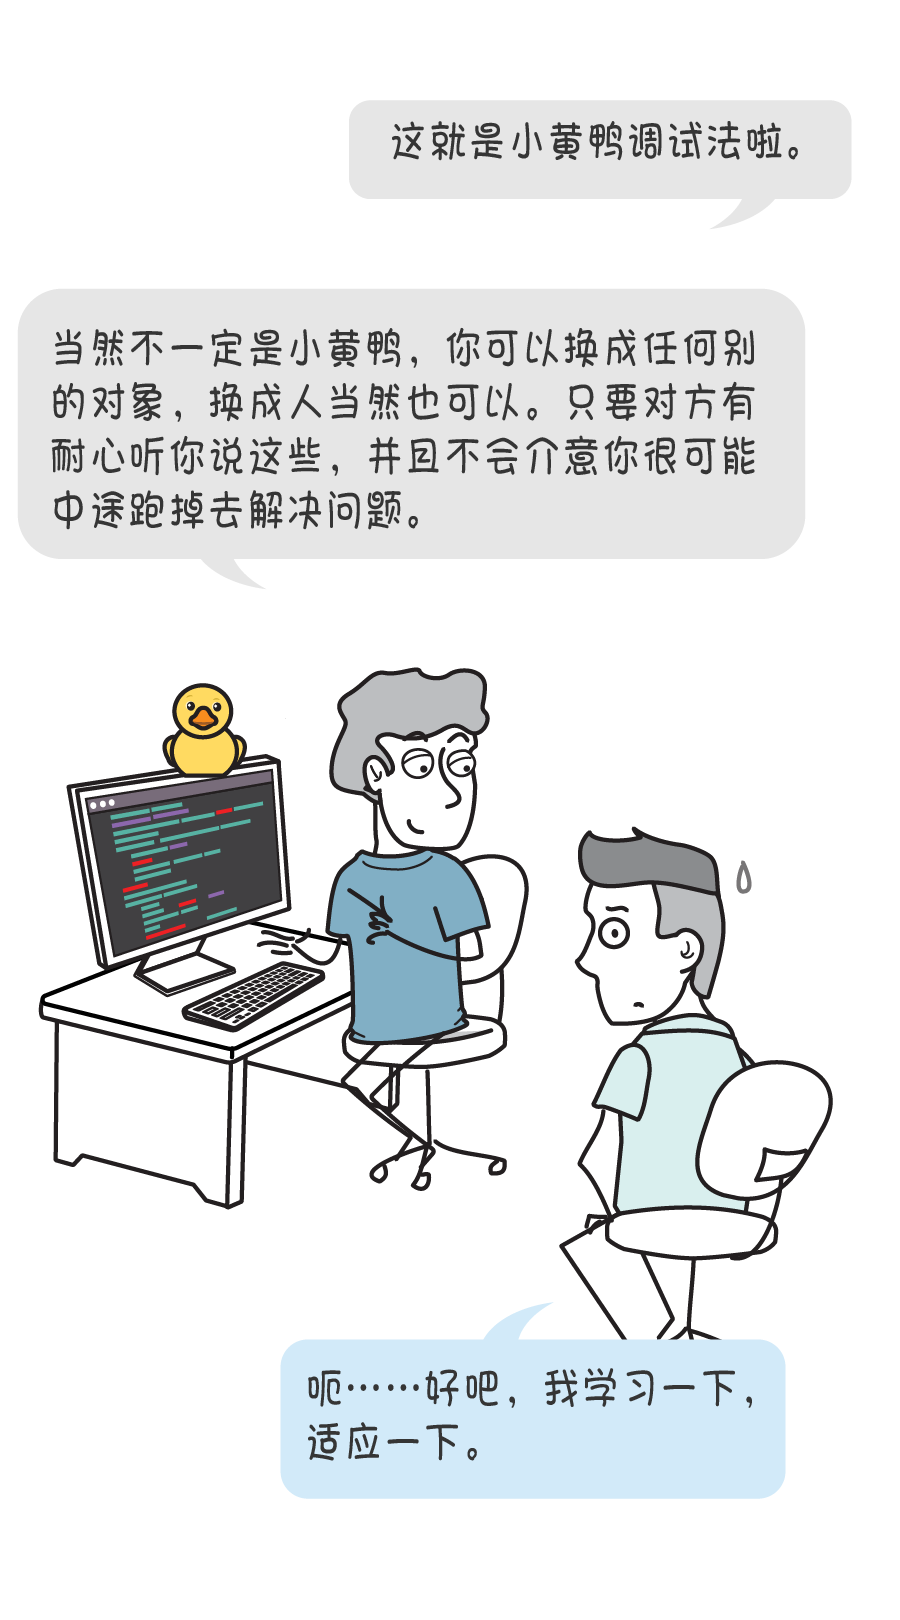 这就是小黄鸭调试法啦。
当然不一定是小黄鸭，你可以换成任何别
的对象，换成人当然也可以。只要对方有
耐心听你说这些，并且不会介意你很可能
中途跑掉去解决问题。
呃……好吧，我学习一下，
适应一下。